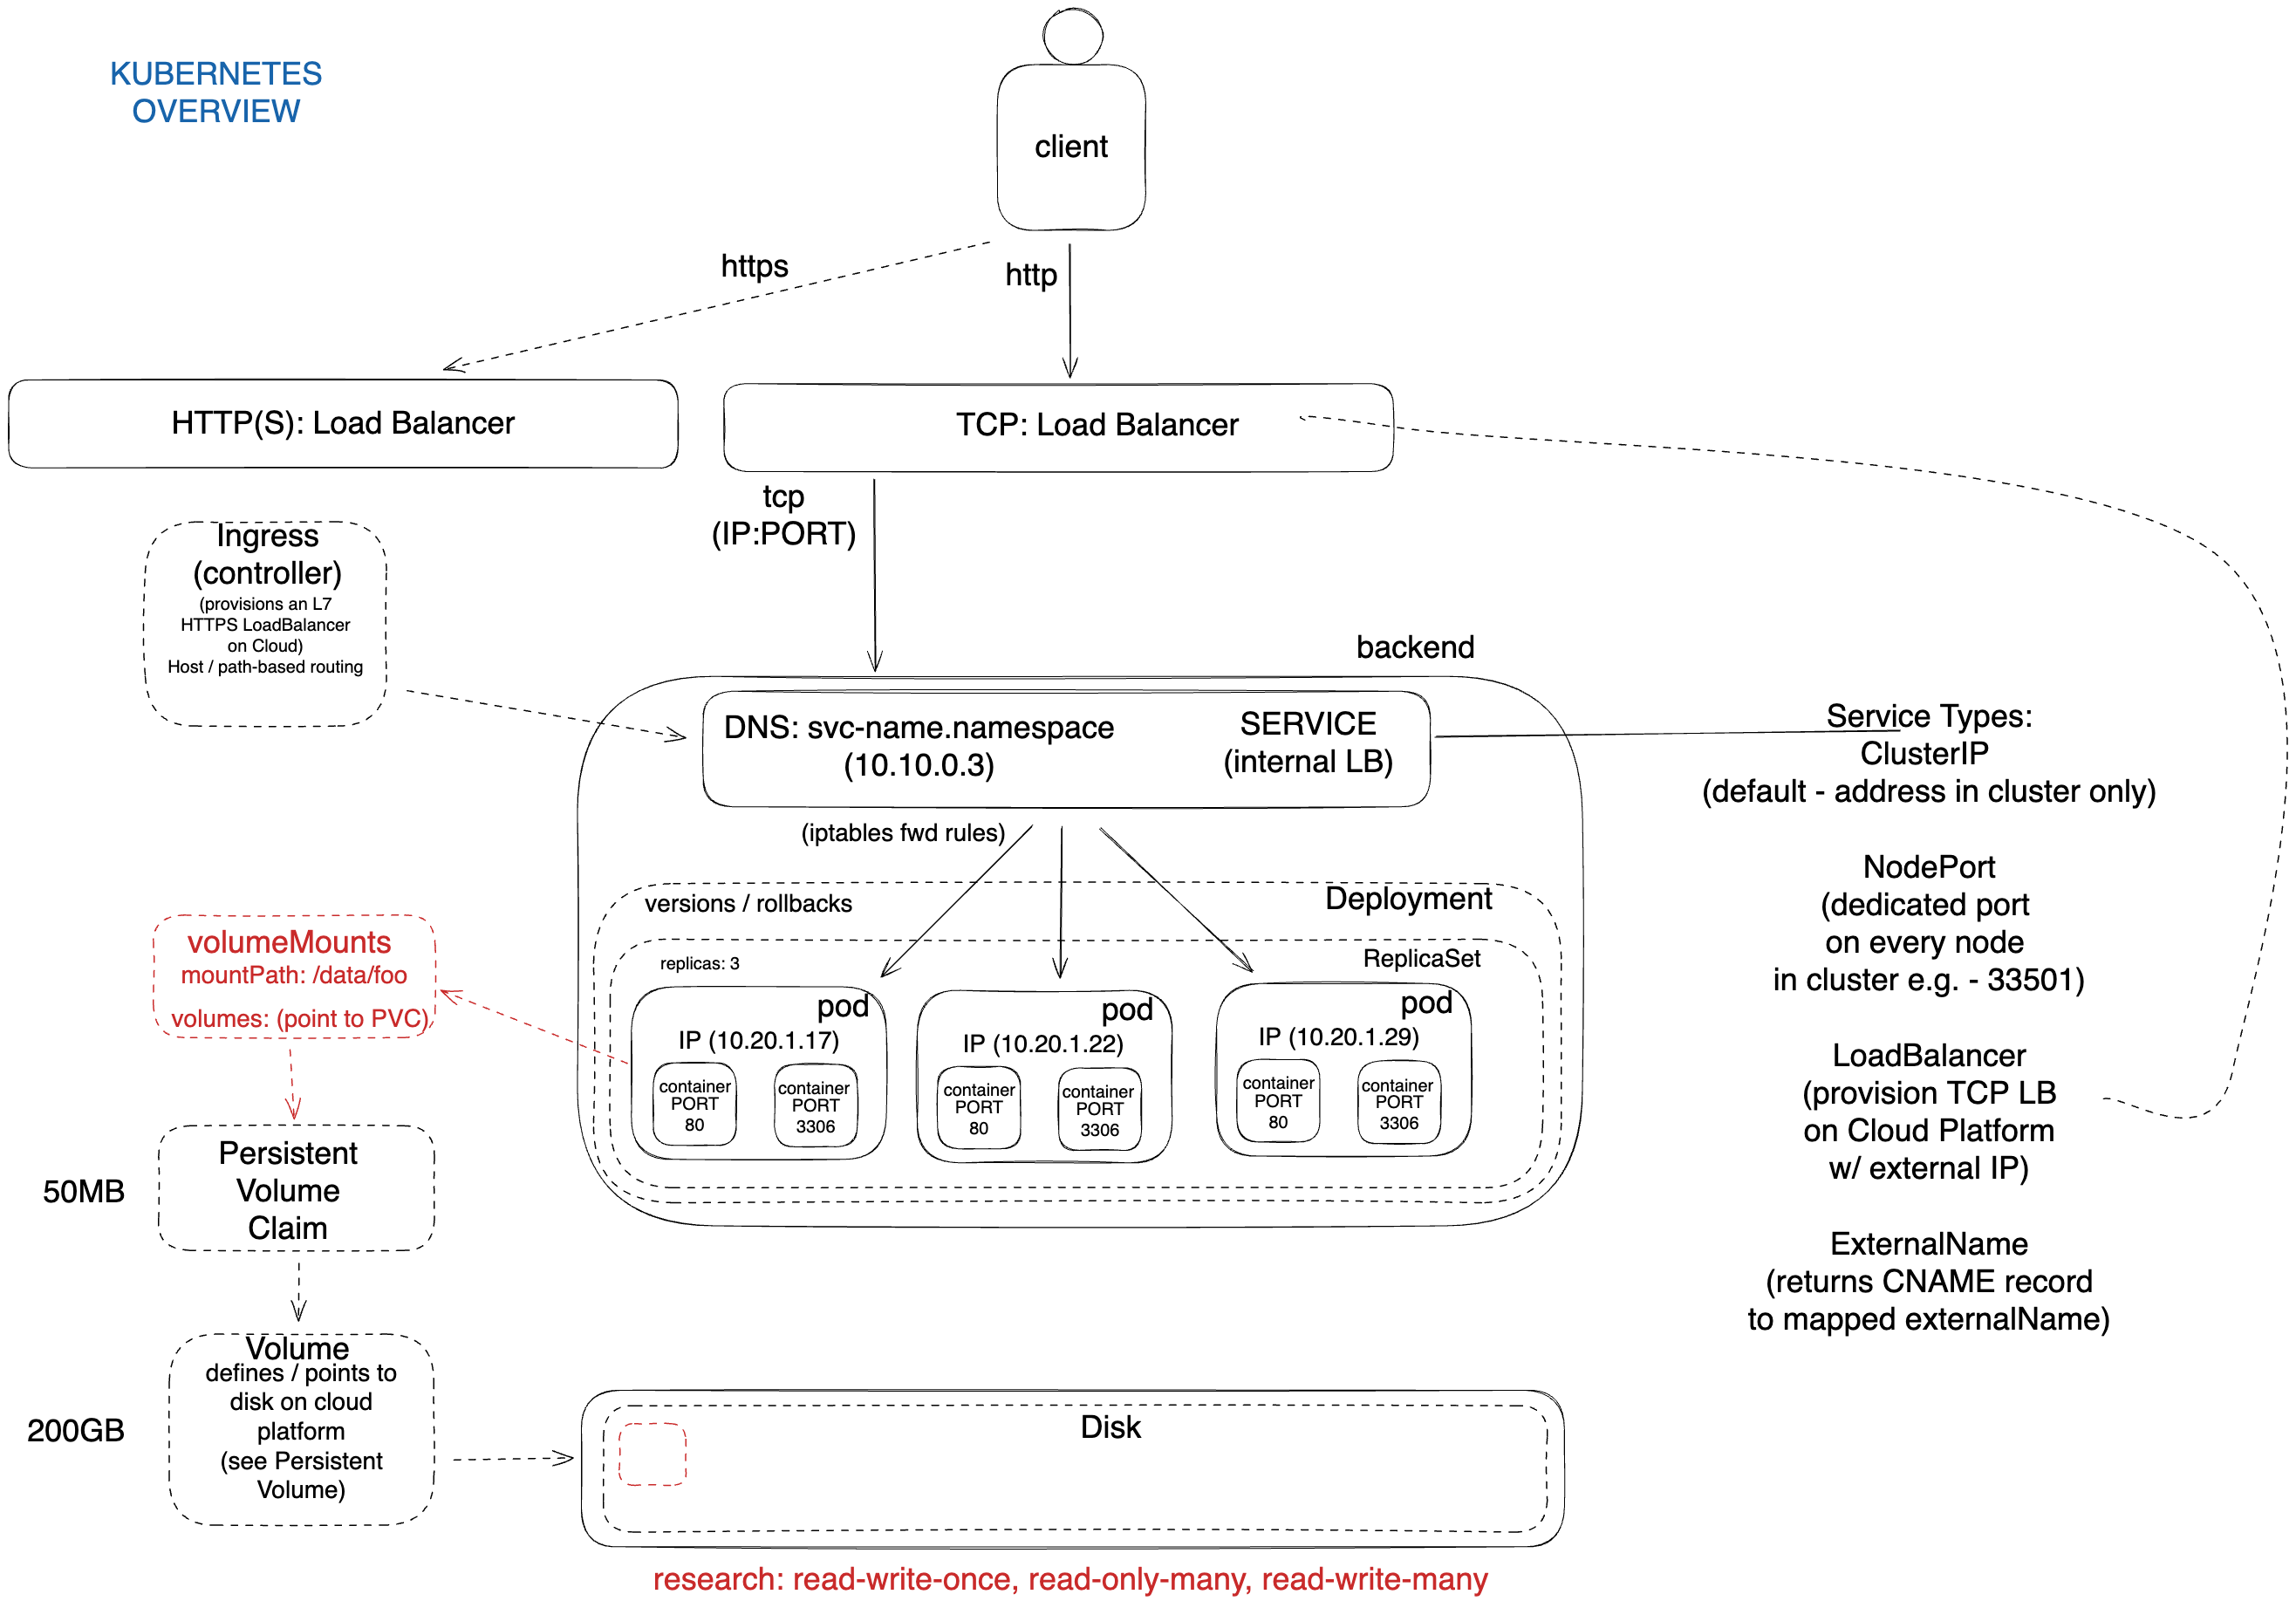 KUBERNETES
OVERVIEW
client
https
http
HTTP(S): Load Balancer
TCP: Load Balancer
tcp
(IP:PORT)
Ingress
(controller)
(provisions an L7
HTTPS LoadBalancer
on Cloud)
Host / path-based routing
backend
DNS: svc-name.namespace
(10.10.0.3)
SERVICE
(internal LB)
(iptables fwd rules)
Service Types:
ClusterIP
(default - address in cluster only)
NodePort
(dedicated port
on every node
in cluster e.g. - 33501)
LoadBalancer
(provision TCP LB
on Cloud Platform
w/ external IP)
ExternalName
(returns CNAME record
to mapped externalName)
versions / rollbacks
Deployment
replicas: 3
ReplicaSet
pod
IP (10.20.1.17)
container
PORT
80
container
PORT
3306
pod
IP (10.20.1.22)
container
PORT
80
container
PORT
3306
pod
IP (10.20.1.29)
container
PORT
80
container
PORT
3306
volumeMounts
mountPath: /data/foo
volumes: (point to PVC)
50MB
Persistent
Volume
Claim
200GB
Volume
defines / points to
disk on cloud
platform
(see Persistent
Volume)
Disk
research: read-write-once, read-only-many, read-write-many